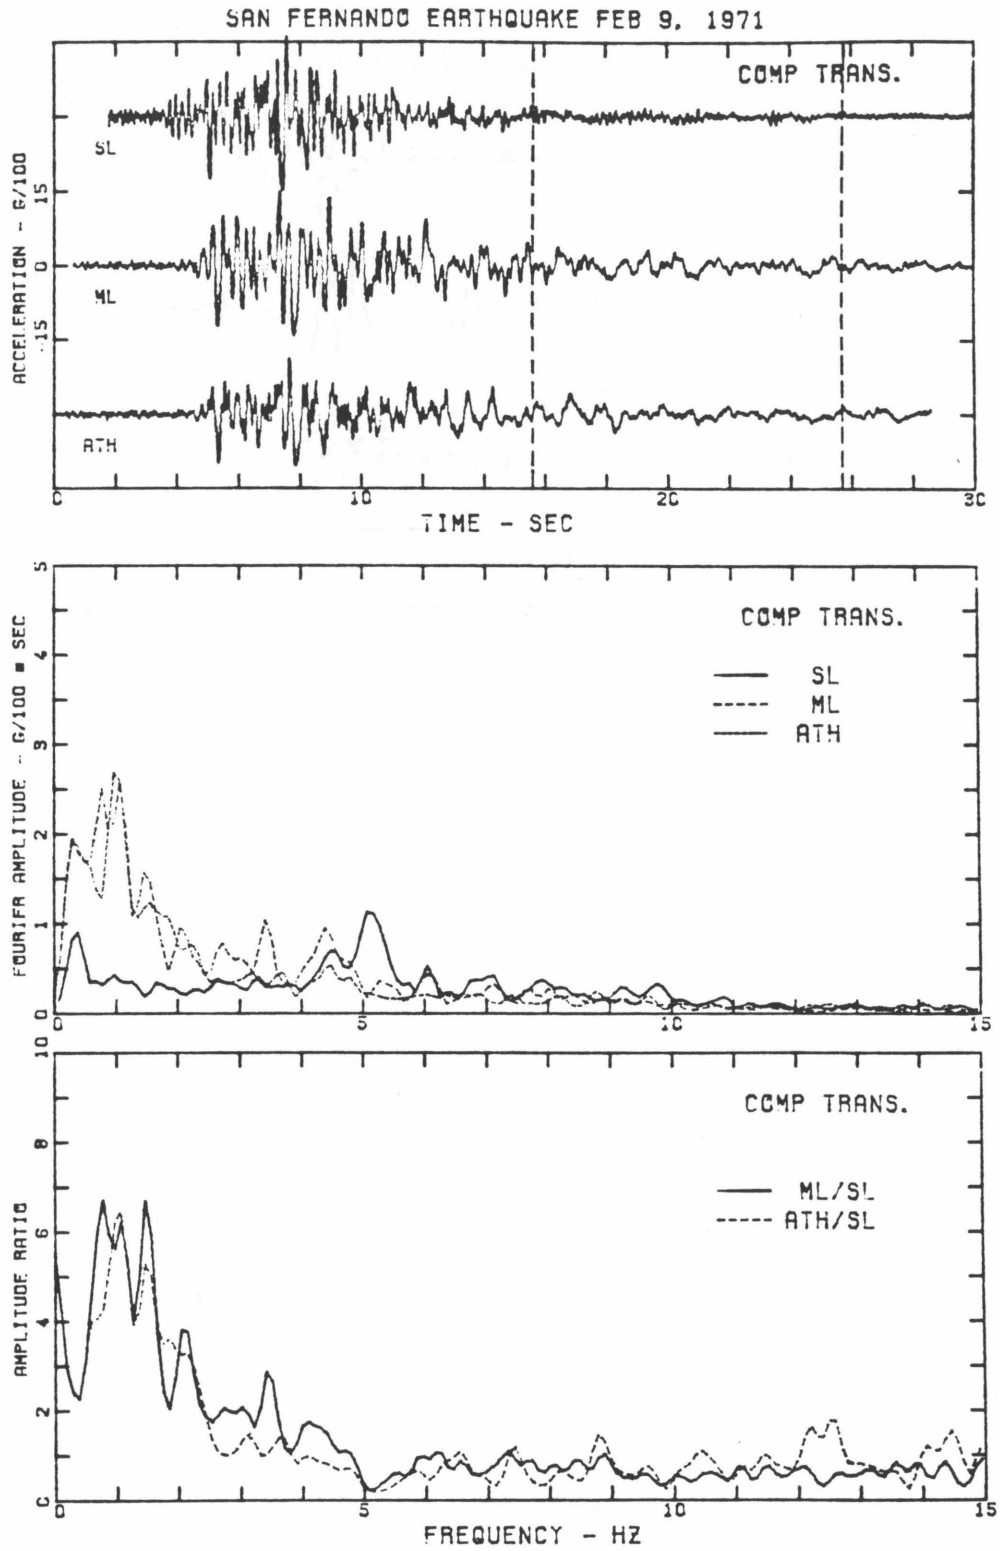 SAN FERNANDO EARTHQUAKE FEB 9, 1971
COMP TRANS.
SL
ML
ATH
ACCELERATION - G/100
15
0
-15
0
10
20
30
TIME - SEC
COMP TRANS.
SL
ML
ATH
FOURIER AMPLITUDE - G/100 * SEC
5
4
3
2
1
0
0
5
10
15
COMP TRANS.
ML/SL
ATH/SL
AMPLITUDE RATIO
10
8
6
4
2
0
0
5
10
15
FREQUENCY - HZ